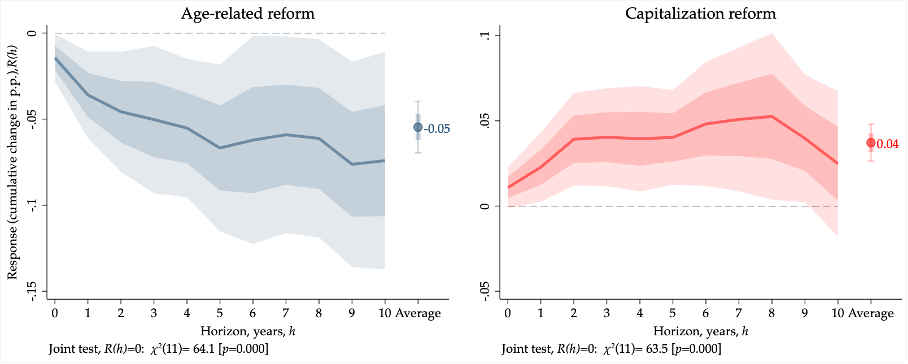 Age-related reform
Response (cumulative change in p.p.),R(h)
0
.05
-.1
-.15
-0.05
0 1 2 3 4 5 6 7 8 9 10 Average
Horizon, years, h
Joint test, R(h)=0: χ²(11)= 64.1 [p=0.000]
Capitalization reform
.1
.05
0
-.05
0.04
0 1 2 3 4 5 6 7 8 9 10 Average
Horizon, years, h
Joint test, R(h)=0: χ²(11)= 63.5 [p=0.000]